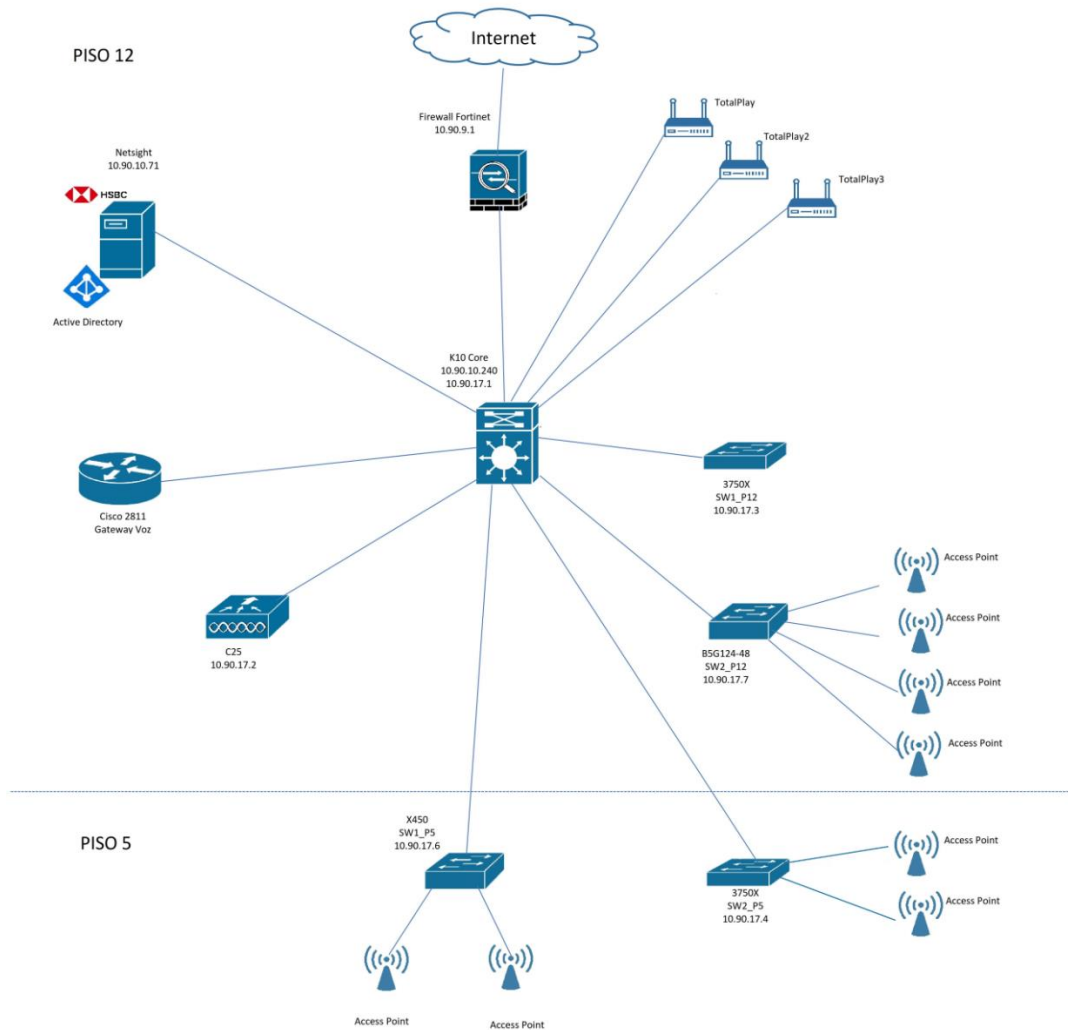 PISO 12
Internet
Firewall Fortinet
10.90.9.1
TotalPlay
TotalPlay2
TotalPlay3
Netsight
10.90.10.71
HSBC
Active Directory
K10 Core
10.90.10.240
10.90.17.1
Cisco 2811
Gateway Voz
3750X
SW1_P12
10.90.17.3
C25
10.90.17.2
B5G124-48
SW2_P12
10.90.17.7
Access Point
Access Point
Access Point
Access Point
PISO 5
X450
SW1_P5
10.90.17.6
Access Point
Access Point
3750X
SW2_P5
10.90.17.4
Access Point
Access Point